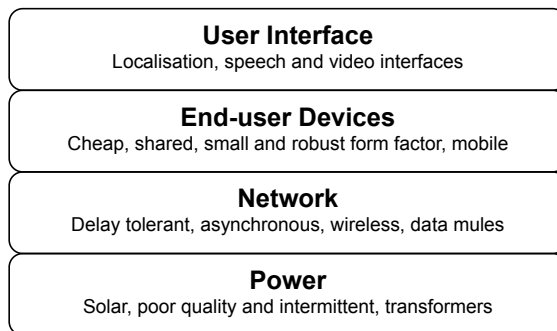 User Interface
Localisation, speech and video interfaces
End-user Devices
Cheap, shared, small and robust form factor, mobile
Network
Delay tolerant, asynchronous, wireless, data mules
Power
Solar, poor quality and intermittent, transformers